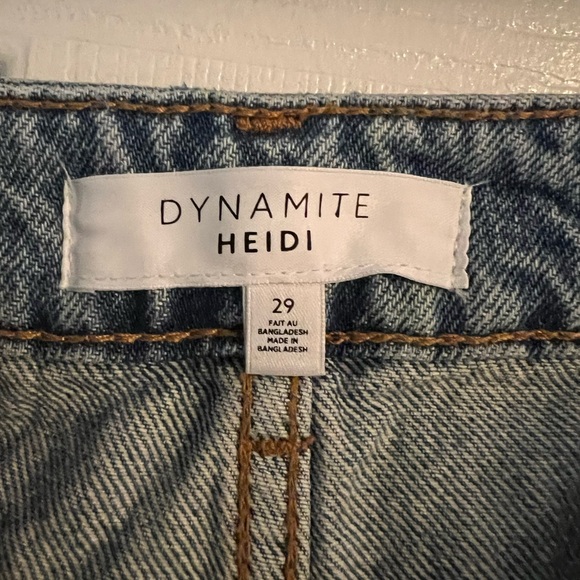 DYNAMITE
HEIDI
29
FAIT AU
BANGLADESH
MADE IN
BANGLADESH